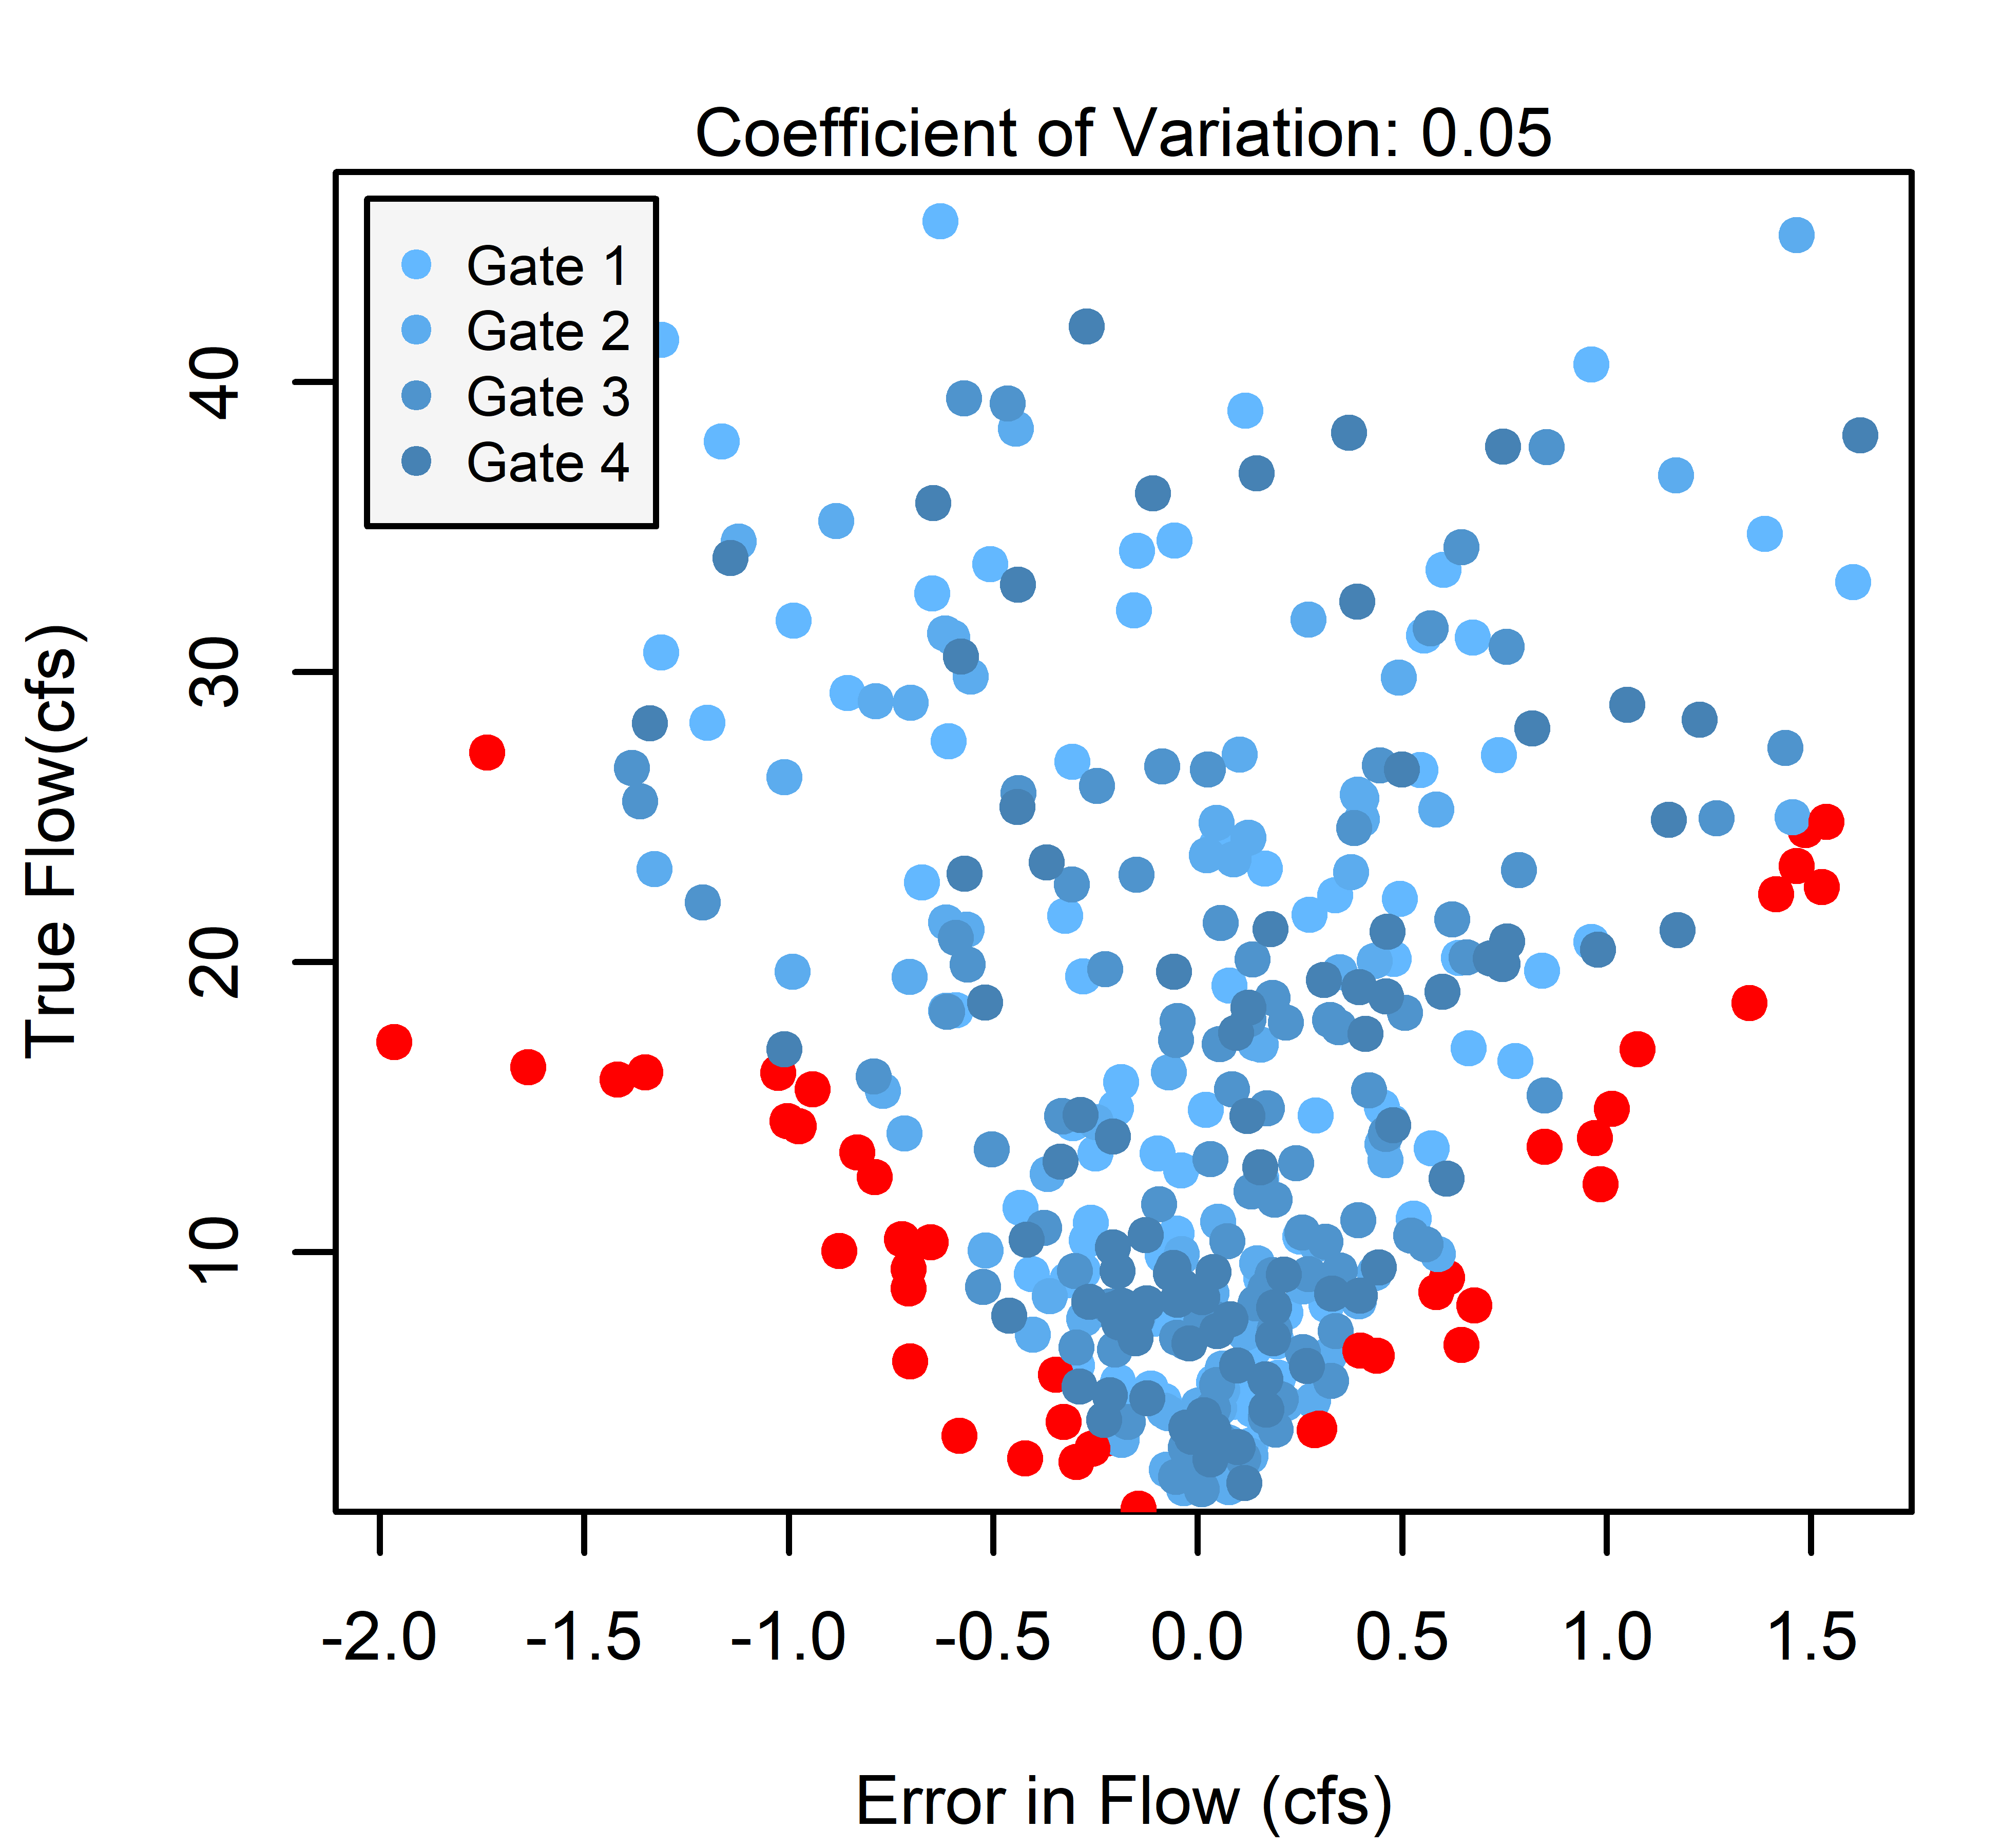 Coefficient of Variation: 0.05
Gate 1
Gate 2
Gate 3
Gate 4
True Flow(cfs)
40
30
20
10
-2.0 -1.5 -1.0 -0.5 0.0 0.5 1.0 1.5
Error in Flow (cfs)